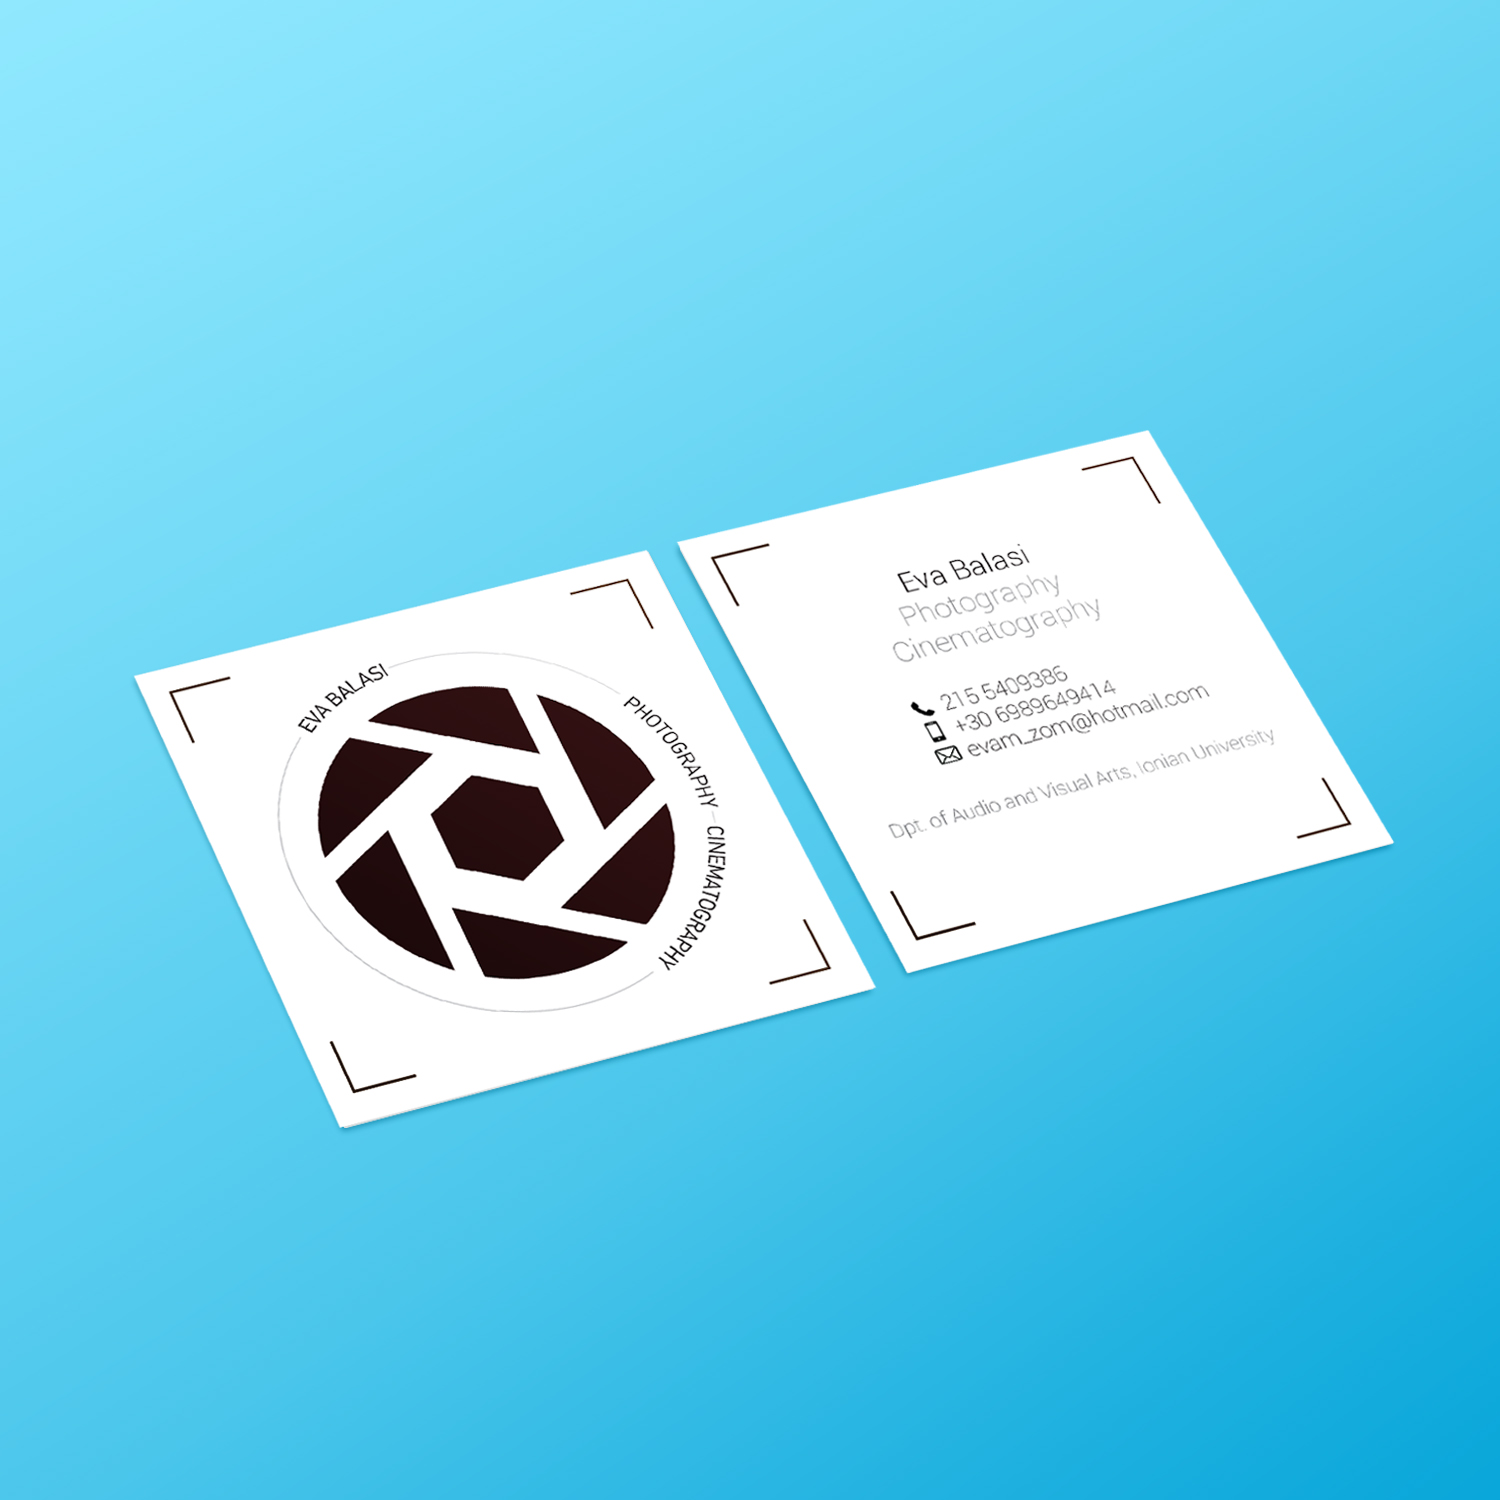 EVA BALASI
PHOTOGRAPHY – CINEMATOGRAPHY
Eva Balasi
Photography
Cinematography
215 5409386
+30 6989649414
evam_zom@hotmail.com
Dpt. of Audio and Visual Arts, Ionian University